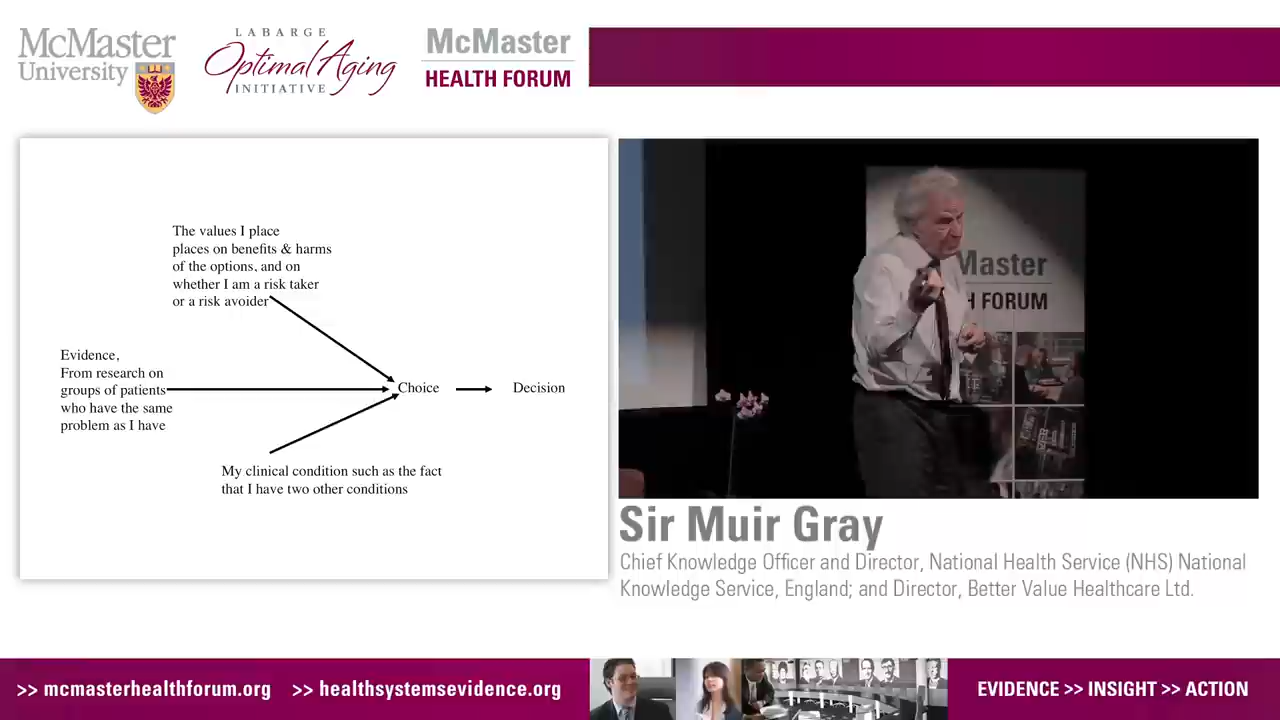 McMaster
University
LABARGE
Optimal Aging
INITIATIVE
McMaster
HEALTH FORUM
The values I place
places on benefits & harms
of the options, and on
whether I am a risk taker
or a risk avoider
Evidence,
From research on
groups of patients
who have the same
problem as I have
Choice
Decision
My clinical condition such as the fact
that I have two other conditions
Master
H FORUM
Sir Muir Gray
Chief Knowledge Officer and Director, National Health Service (NHS) National
Knowledge Service, England; and Director, Better Value Healthcare Ltd.
>> mcmasterhealthforum.org
>> healthsystemsevidence.org
EVIDENCE >> INSIGHT >> ACTION